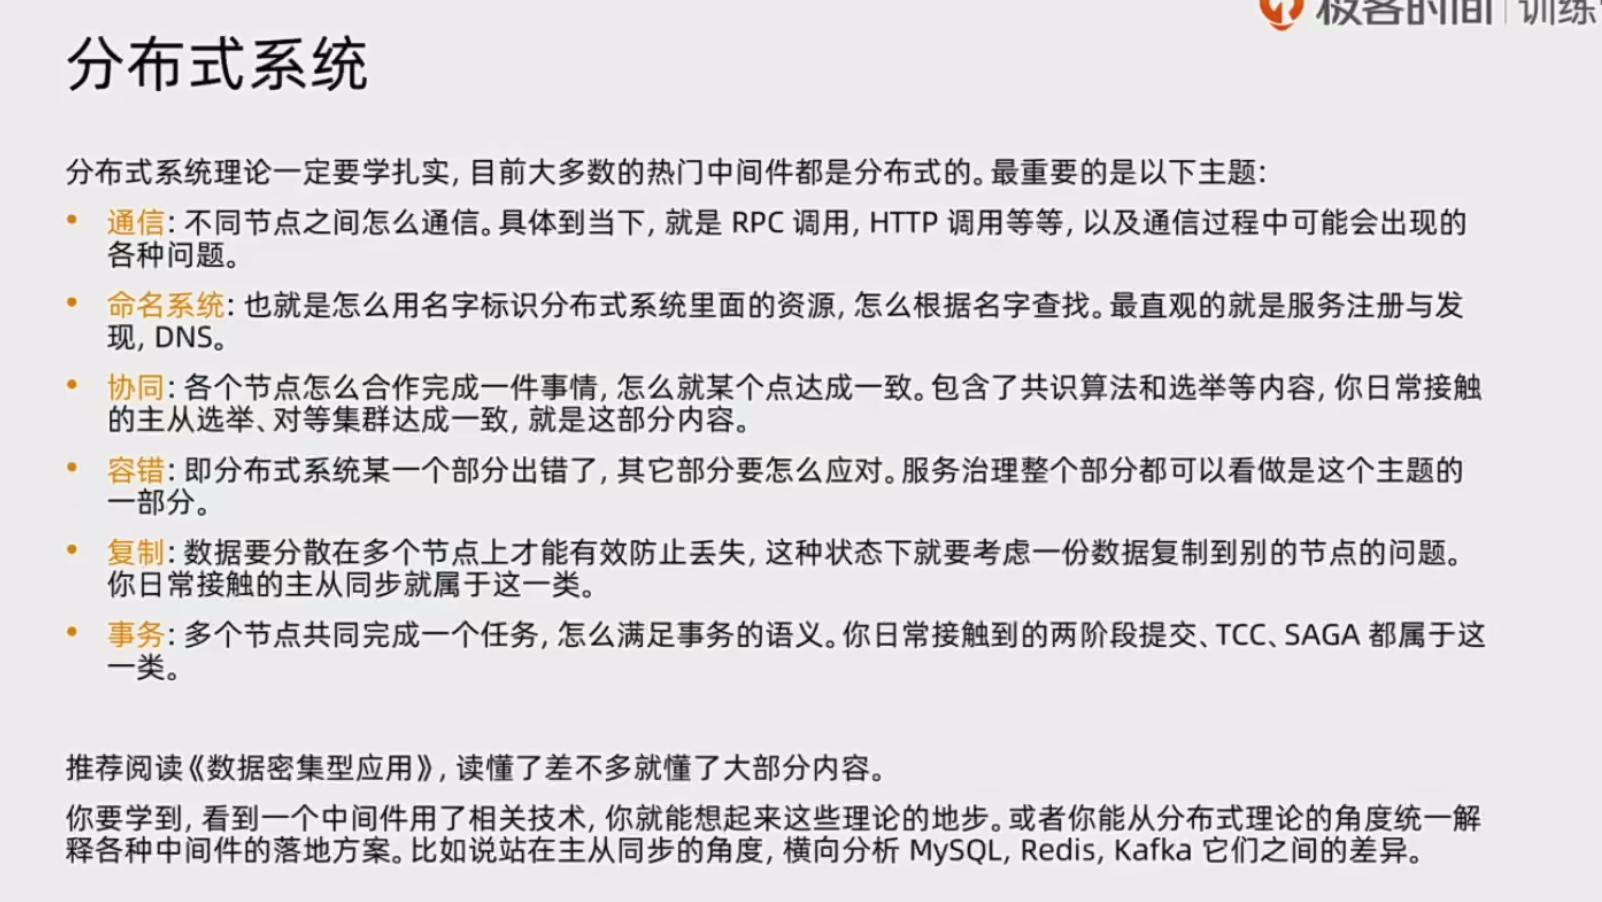 极客时间 | 训练
分布式系统
分布式系统理论一定要学扎实, 目前大多数的热门中间件都是分布式的。最重要的是以下主题:
• 通信: 不同节点之间怎么通信。具体到当下, 就是 RPC 调用, HTTP 调用等等, 以及通信过程中可能会出现的
各种问题。
• 命名系统: 也就是怎么用名字标识分布式系统里面的资源, 怎么根据名字查找。最直观的就是服务注册与发
现, DNS。
• 协同: 各个节点怎么合作完成一件事情, 怎么就某个点达成一致。包含了共识算法和选举等内容, 你日常接触
的主从选举、对等集群达成一致, 就是这部分内容。
• 容错: 即分布式系统某一个部分出错了, 其它部分要怎么应对。服务治理整个部分都可以看做是这个主题的
一部分。
• 复制: 数据要分散在多个节点上才能有效防止丢失, 这种状态下就要考虑一份数据复制到别的节点的问题。
你日常接触的主从同步就属于这一类。
• 事务: 多个节点共同完成一个任务, 怎么满足事务的语义。你日常接触到的两阶段提交、TCC、SAGA 都属于这
一类。
推荐阅读《数据密集型应用》, 读懂了差不多就懂了大部分内容。
你要学到, 看到一个中间件用了相关技术, 你就能想起来这些理论的地步。或者你能从分布式理论的角度统一解
释各种中间件的落地方案。比如说站在主从同步的角度, 横向分析 MySQL, Redis, Kafka 它们之间的差异。